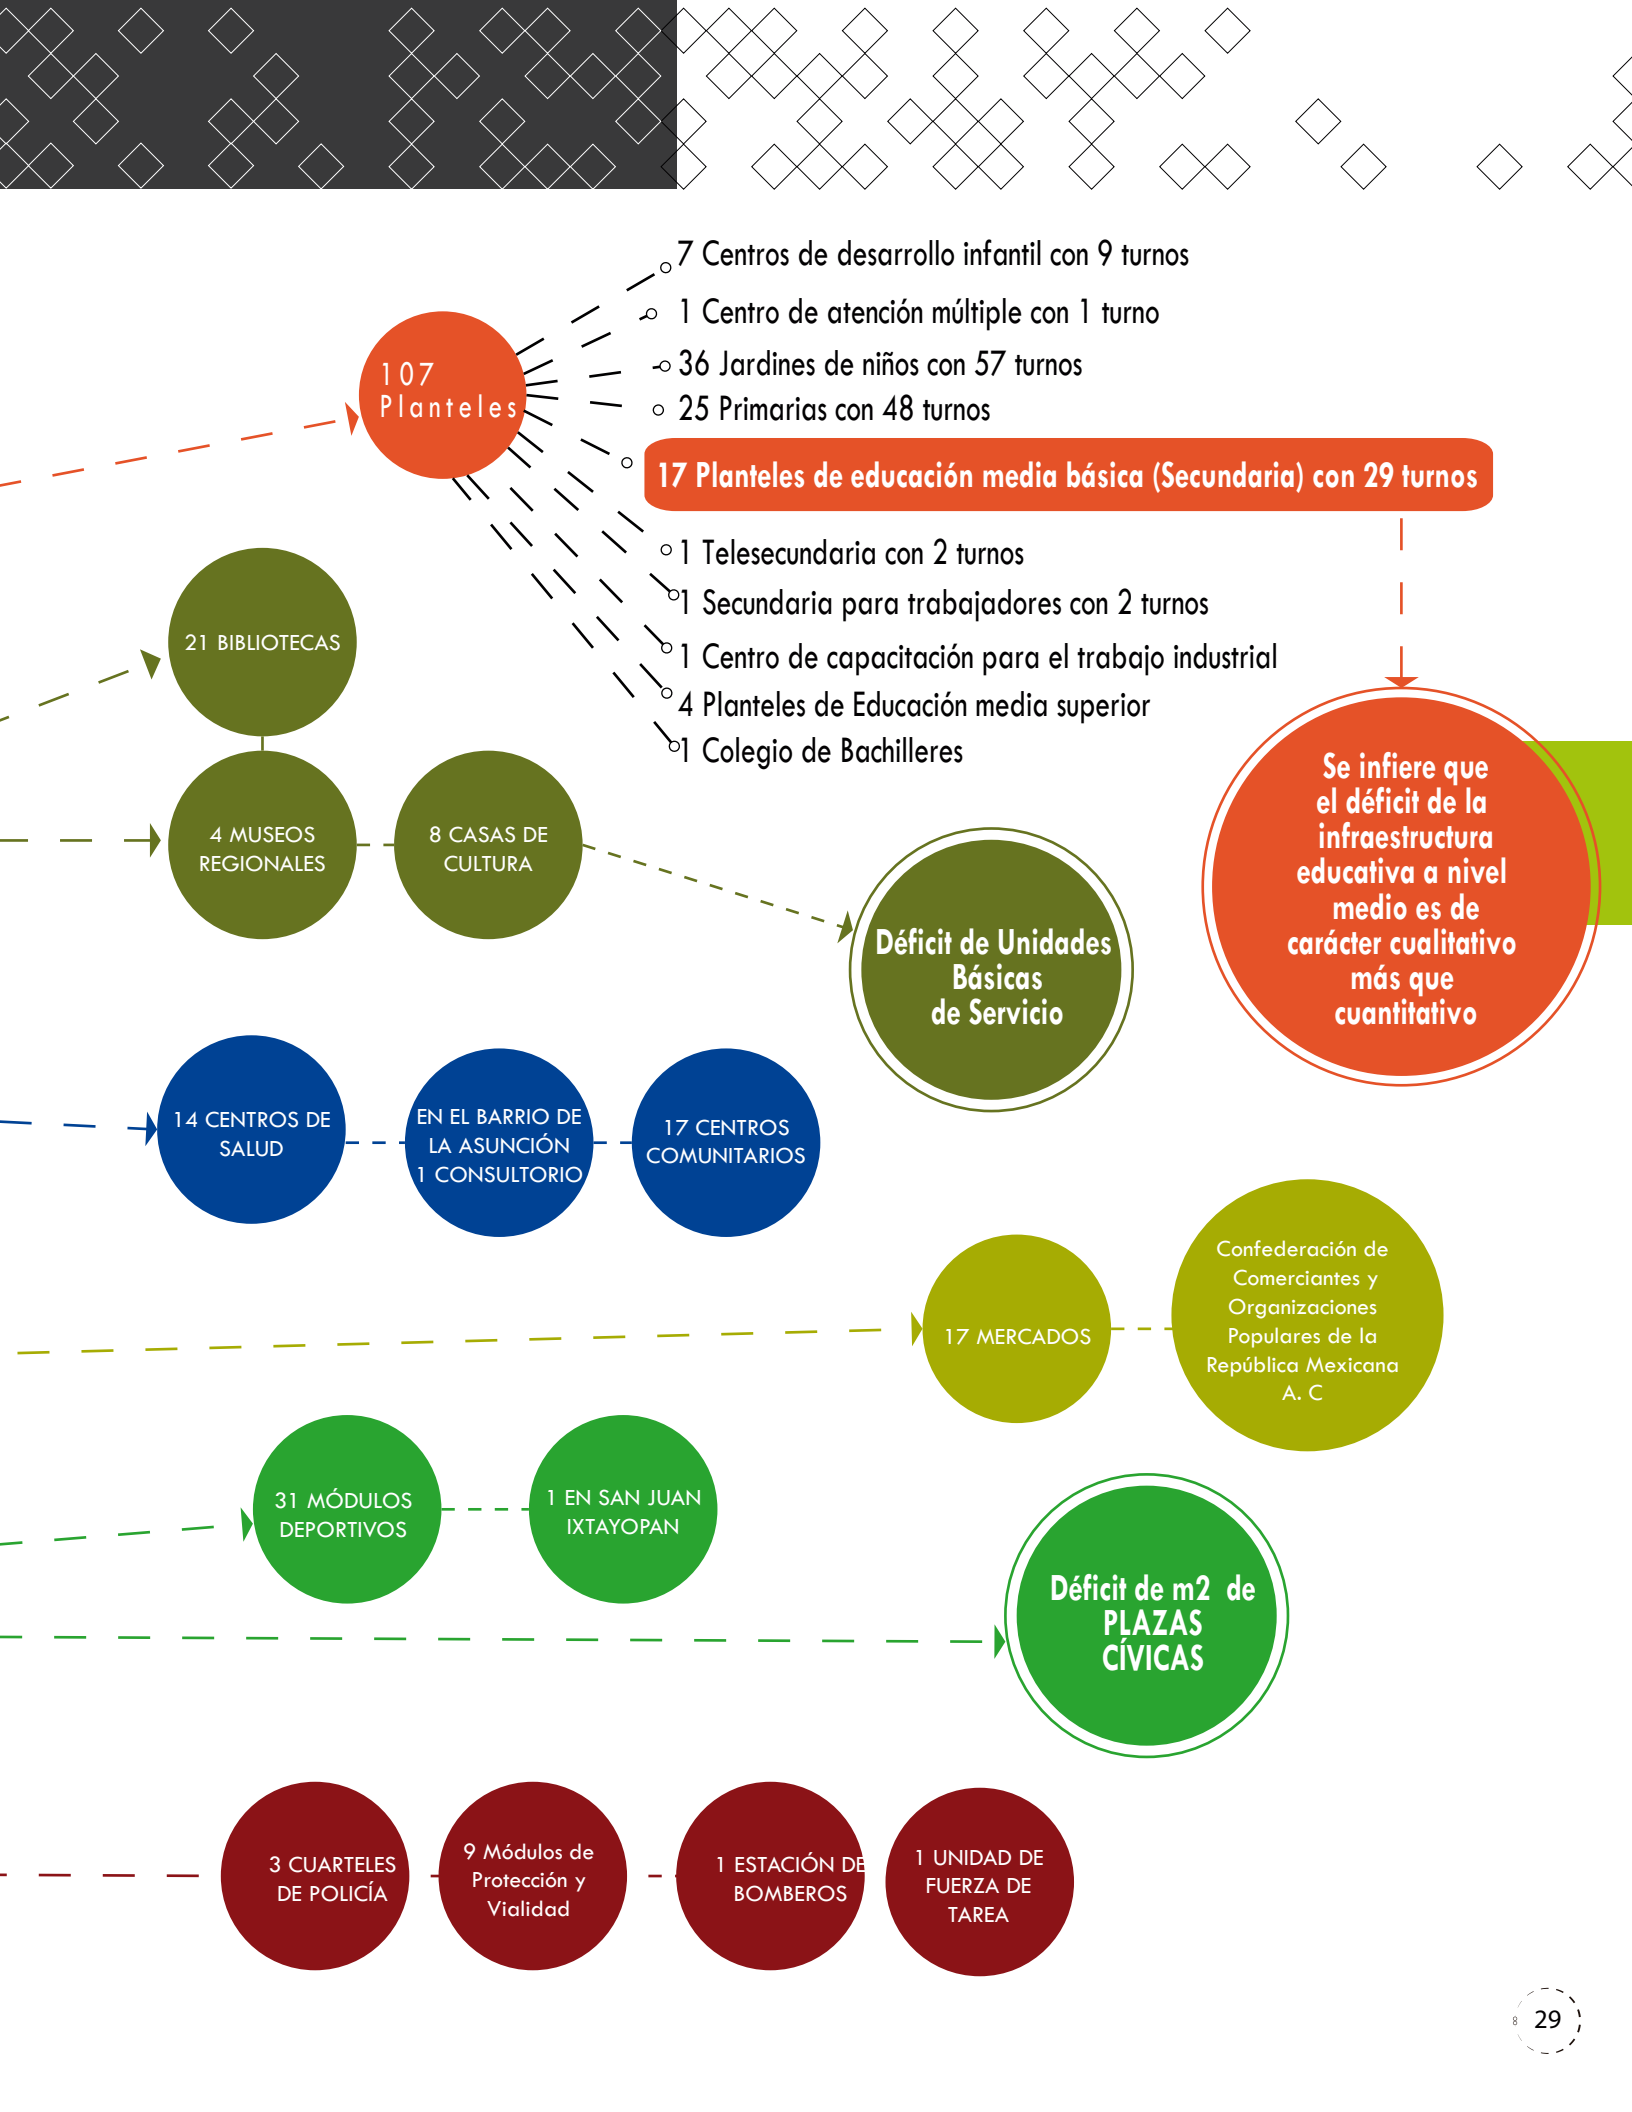 7 Centros de desarrollo infantil con 9 turnos
1 Centro de atención múltiple con 1 turno
107
Planteles
36 Jardines de niños con 57 turnos
25 Primarias con 48 turnos
17 Planteles de educación media básica (Secundaria) con 29 turnos
1 Telesecundaria con 2 turnos
1 Secundaria para trabajadores con 2 turnos
1 Centro de capacitación para el trabajo industrial
4 Planteles de Educación media superior
1 Colegio de Bachilleres
Se infiere que
el déficit de la
infraestructura
educativa a nivel
medio es de
carácter cualitativo
más que
cuantitativo
21 BIBLIOTECAS
4 MUSEOS
REGIONALES
8 CASAS DE
CULTURA
Déficit de Unidades
Básicas
de Servicio
14 CENTROS DE
SALUD
EN EL BARRIO DE
LA ASUNCIÓN
1 CONSULTORIO
17 CENTROS
COMUNITARIOS
17 MERCADOS
Confederación de
Comerciantes y
Organizaciones
Populares de la
República Mexicana
A. C
31 MÓDULOS
DEPORTIVOS
1 EN SAN JUAN
IXTAYOPAN
Déficit de m2 de
PLAZAS
CÍVICAS
3 CUARTELES
DE POLICÍA
9 Módulos de
Protección y
Vialidad
1 ESTACIÓN DE
BOMBEROS
1 UNIDAD DE
FUERZA DE
TAREA
29